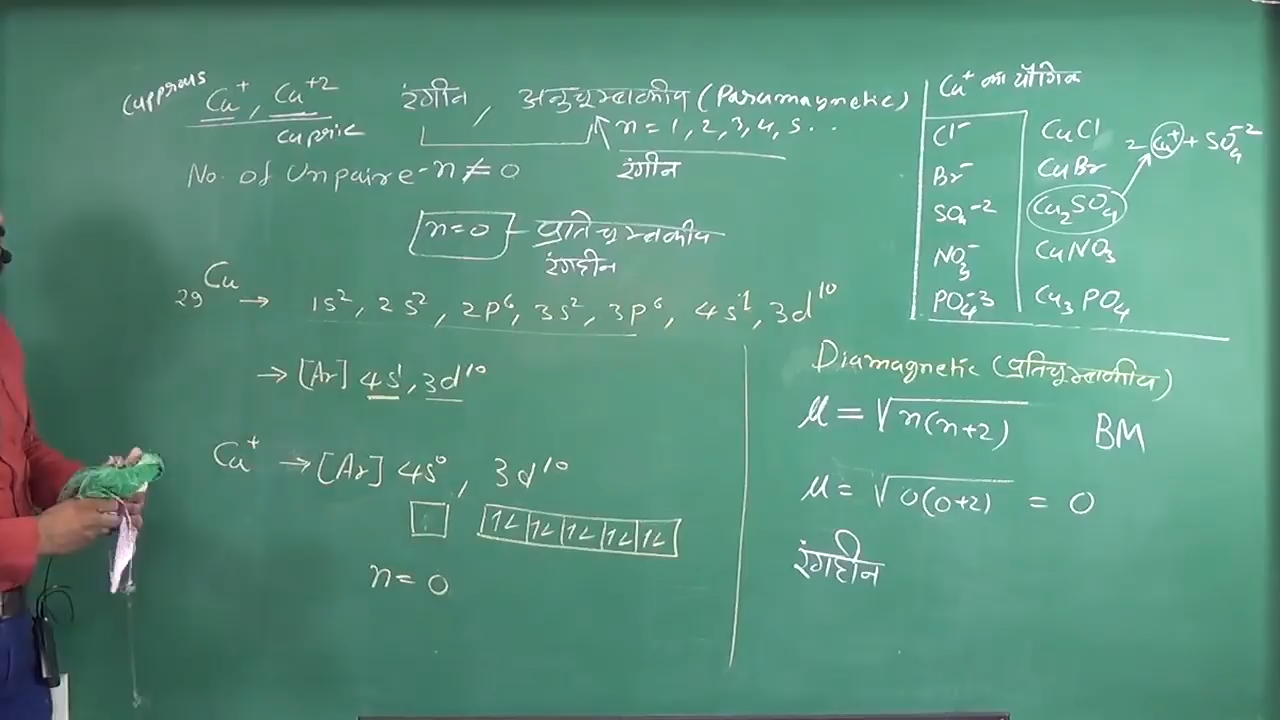 cupprous
Cu⁺, Cu⁺² रंगीन, अनुचूम्बकीय (Paramagnetic)
cupric n = 1, 2, 3, 4, 5 . .
No. of Unpaire-n ≠ 0 रंगीन
n=0 - प्रतिचूम्बकीय
रंगहीन
₂₉Cu → 1s², 2s², 2p⁶, 3s², 3p⁶, 4s¹, 3d¹⁰
→ [Ar] 4s¹, 3d¹⁰
Cu⁺ → [Ar] 4s⁰, 3d¹⁰
1L 1L 1L 1L 1L
n = 0
Cu⁺ का यौगिक
Cl⁻ CuCl
Br⁻ CuBr
SO₄⁻² Cu₂SO₄ 2 Cu⁺ + SO₄⁻²
NO₃⁻ CuNO₃
PO₄⁻³ Cu₃PO₄
Diamagnetic (प्रतिचूम्बकीय)
μ = √n(n+2) BM
μ = √0(0+2) = 0
रंगहीन